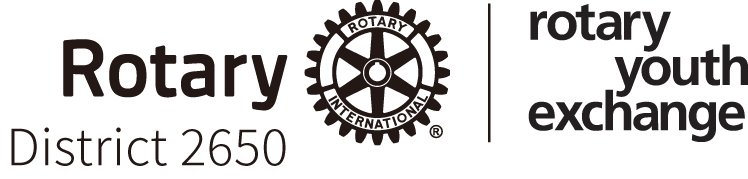 Rotary
District 2650
ROTARY
INTERNATIONAL
®
rotary
youth
exchange